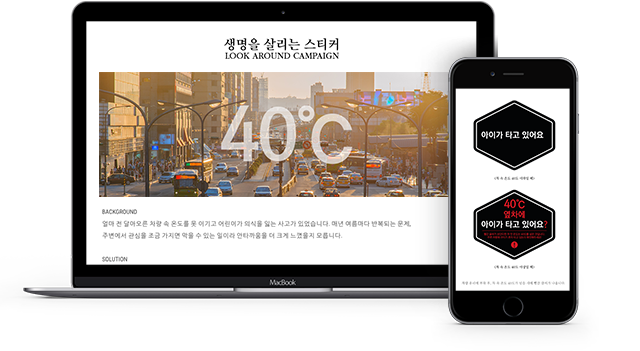 생명을 살리는 스티커
LOOK AROUND CAMPAIGN
40℃
BACKGROUND
얼마 전 달아오른 차량 속 온도를 못 이기고 어린이가 의식을 잃는 사고가 있었습니다. 매년 여름마다 반복되는 문제,
주변에서 관심을 조금 가지면 막을 수 있는 일이라 안타까움을 더 크게 느꼈을지 모릅니다.
SOLUTION
MacBook
아이가 타고 있어요
40℃
열차에
아이가 타고 있어요?